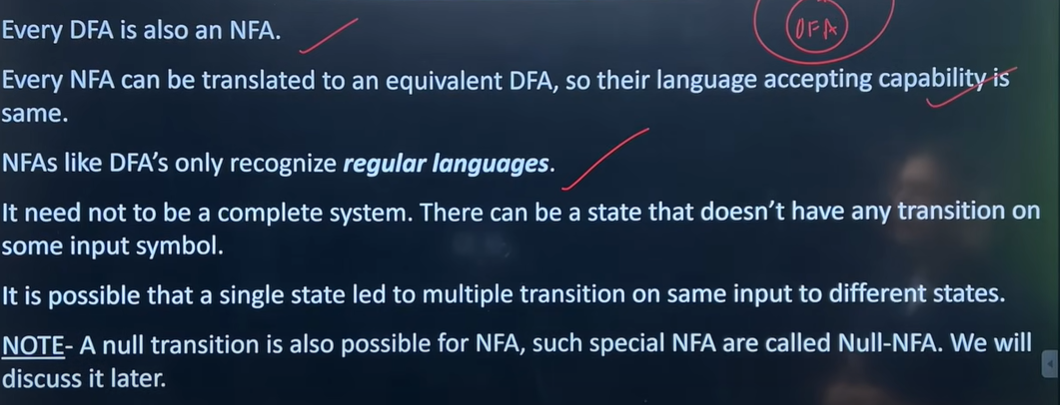 DFA
Every DFA is also an NFA.
Every NFA can be translated to an equivalent DFA, so their language accepting capability is
same.
NFAs like DFA's only recognize regular languages.
It need not to be a complete system. There can be a state that doesn't have any transition on
some input symbol.
It is possible that a single state led to multiple transition on same input to different states.
NOTE- A null transition is also possible for NFA, such special NFA are called Null-NFA. We will
discuss it later.